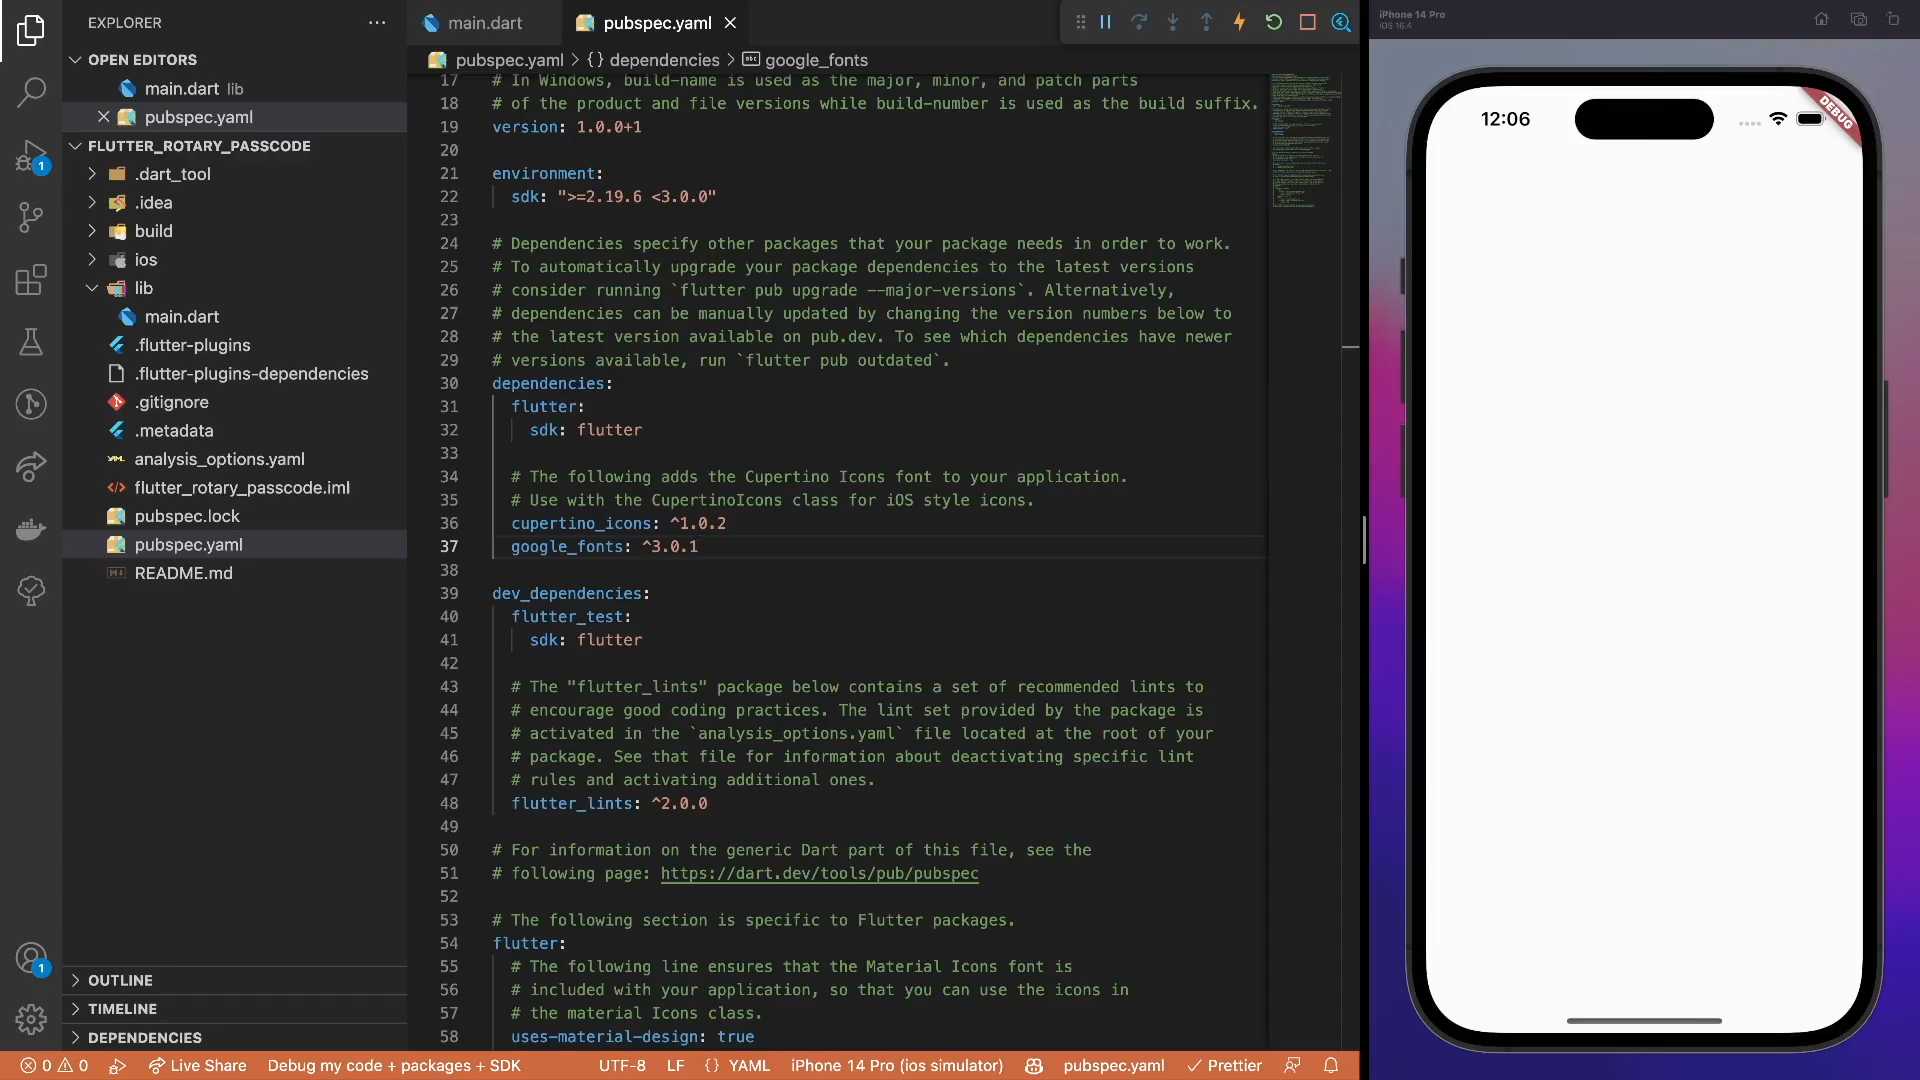 EXPLORER
OPEN EDITORS
main.dart lib
pubspec.yaml
FLUTTER_ROTARY_PASSCODE
.dart_tool
.idea
build
ios
lib
main.dart
.flutter-plugins
.flutter-plugins-dependencies
.gitignore
.metadata
analysis_options.yaml
flutter_rotary_passcode.iml
pubspec.lock
pubspec.yaml
README.md
OUTLINE
TIMELINE
DEPENDENCIES
1
1
main.dart
pubspec.yaml
pubspec.yaml > {} dependencies > google_fonts
17 # In Windows, build-name is used as the major, minor, and patch parts
18 # of the product and file versions while build-number is used as the build suffix.
19 version: 1.0.0+1
20
21 environment:
22 sdk: ">=2.19.6 <3.0.0"
23
24 # Dependencies specify other packages that your package needs in order to work.
25 # To automatically upgrade your package dependencies to the latest versions
26 # consider running `flutter pub upgrade --major-versions`. Alternatively,
27 # dependencies can be manually updated by changing the version numbers below to
28 # the latest version available on pub.dev. To see which dependencies have newer
29 # versions available, run `flutter pub outdated`.
30 dependencies:
31 flutter:
32 sdk: flutter
33
34 # The following adds the Cupertino Icons font to your application.
35 # Use with the CupertinoIcons class for iOS style icons.
36 cupertino_icons: ^1.0.2
37 google_fonts: ^3.0.1
38
39 dev_dependencies:
40 flutter_test:
41 sdk: flutter
42
43 # The "flutter_lints" package below contains a set of recommended lints to
44 # encourage good coding practices. The lint set provided by the package is
45 # activated in the `analysis_options.yaml` file located at the root of your
46 # package. See that file for information about deactivating specific lint
47 # rules and activating additional ones.
48 flutter_lints: ^2.0.0
49
50 # For information on the generic Dart part of this file, see the
51 # following page: https://dart.dev/tools/pub/pubspec
52
53 # The following section is specific to Flutter packages.
54 flutter:
55 # The following line ensures that the Material Icons font is
56 # included with your application, so that you can use the icons in
57 # the material Icons class.
58 uses-material-design: true
0 0 Live Share Debug my code + packages + SDK UTF-8 LF {} YAML iPhone 14 Pro (ios simulator) pubspec.yaml Prettier
iPhone 14 Pro
iOS 16.4
12:06
DEBUG